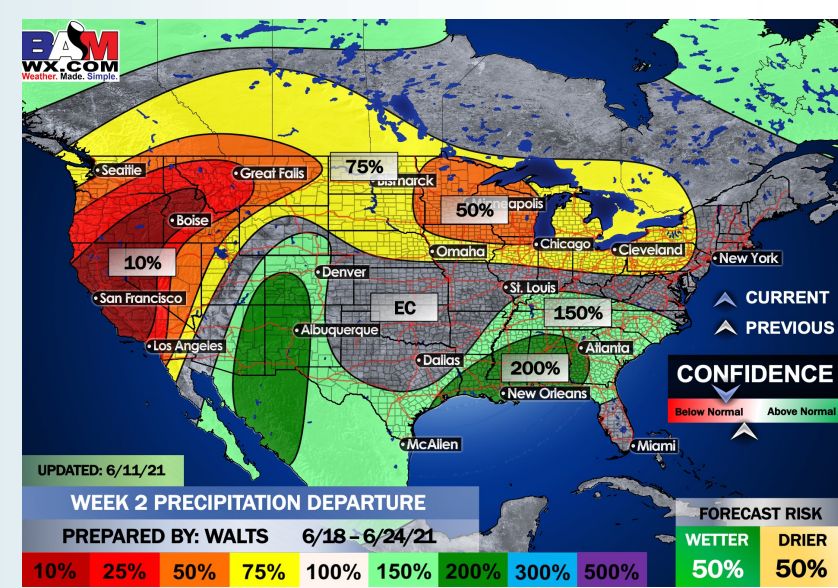 BAM
WX.COM
Weather. Made. Simple.
Seattle
Great Falls
75%
Bismarck
Minneapolis
50%
Boise
Omaha
Chicago
Cleveland
New York
10%
Denver
St. Louis
CURRENT
San Francisco
EC
150%
PREVIOUS
Albuquerque
Los Angeles
Dallas
Atlanta
200%
CONFIDENCE
New Orleans
Below Normal
Above Normal
McAllen
Miami
UPDATED: 6/11/21
WEEK 2 PRECIPITATION DEPARTURE
PREPARED BY: WALTS 6/18 – 6/24/21
FORECAST RISK
WETTER DRIER
50% 50%
10% 25% 50% 75% 100% 150% 200% 300% 500%